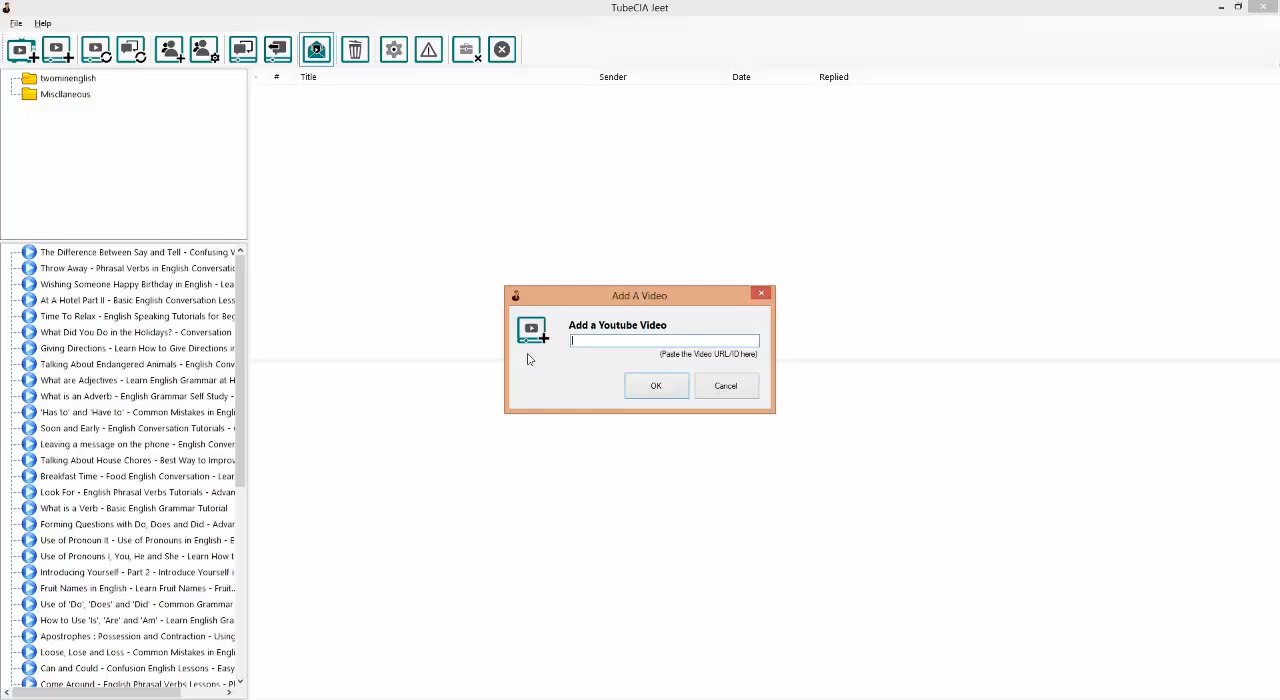 TubeCIA Jeet
File Help
- # Title Sender Date Replied
twominenglish
Miscllaneous
The Difference Between Say and Tell - Confusing V
Throw Away - Phrasal Verbs in English Conversatic
Wishing Someone Happy Birthday in English - Lea
At A Hotel Part II - Basic English Conversation Less
Time To Relax - English Speaking Tutorials for Beg
What Did You Do in the Holidays? - Conversation
Giving Directions - Learn How to Give Directions in
Talking About Endangered Animals - English Conv
What are Adjectives - Learn English Grammar at H
What is an Adverb - English Grammar Self Study -
'Has to' and 'Have to' - Common Mistakes in Engli
Soon and Early - English Conversation Tutorials -
Leaving a message on the phone - English Conver
Talking About House Chores - Best Way to Improv
Breakfast Time - Food English Conversation - Lear
Look For - English Phrasal Verbs Tutorials - Advan
What is a Verb - Basic English Grammar Tutorial
Forming Questions with Do, Does and Did - Advar
Use of Pronoun It - Use of Pronouns in English - E
Use of Pronouns I, You, He and She - Learn How t
Introducing Yourself - Part 2 - Introduce Yourself i
Fruit Names in English - Learn Fruit Names - Fruit...
Use of 'Do', 'Does' and 'Did' - Common Grammar
How to Use 'Is', 'Are' and 'Am' - Learn English Gra
Apostrophes : Possession and Contraction - Using
Loose, Lose and Loss - Common Mistakes in Engli
Can and Could - Confusion English Lessons - Easy
Come Around - English Phrasal Verbs Lessons - Pl
Add A Video
Add a Youtube Video
(Paste the Video URL/ID here)
OK Cancel